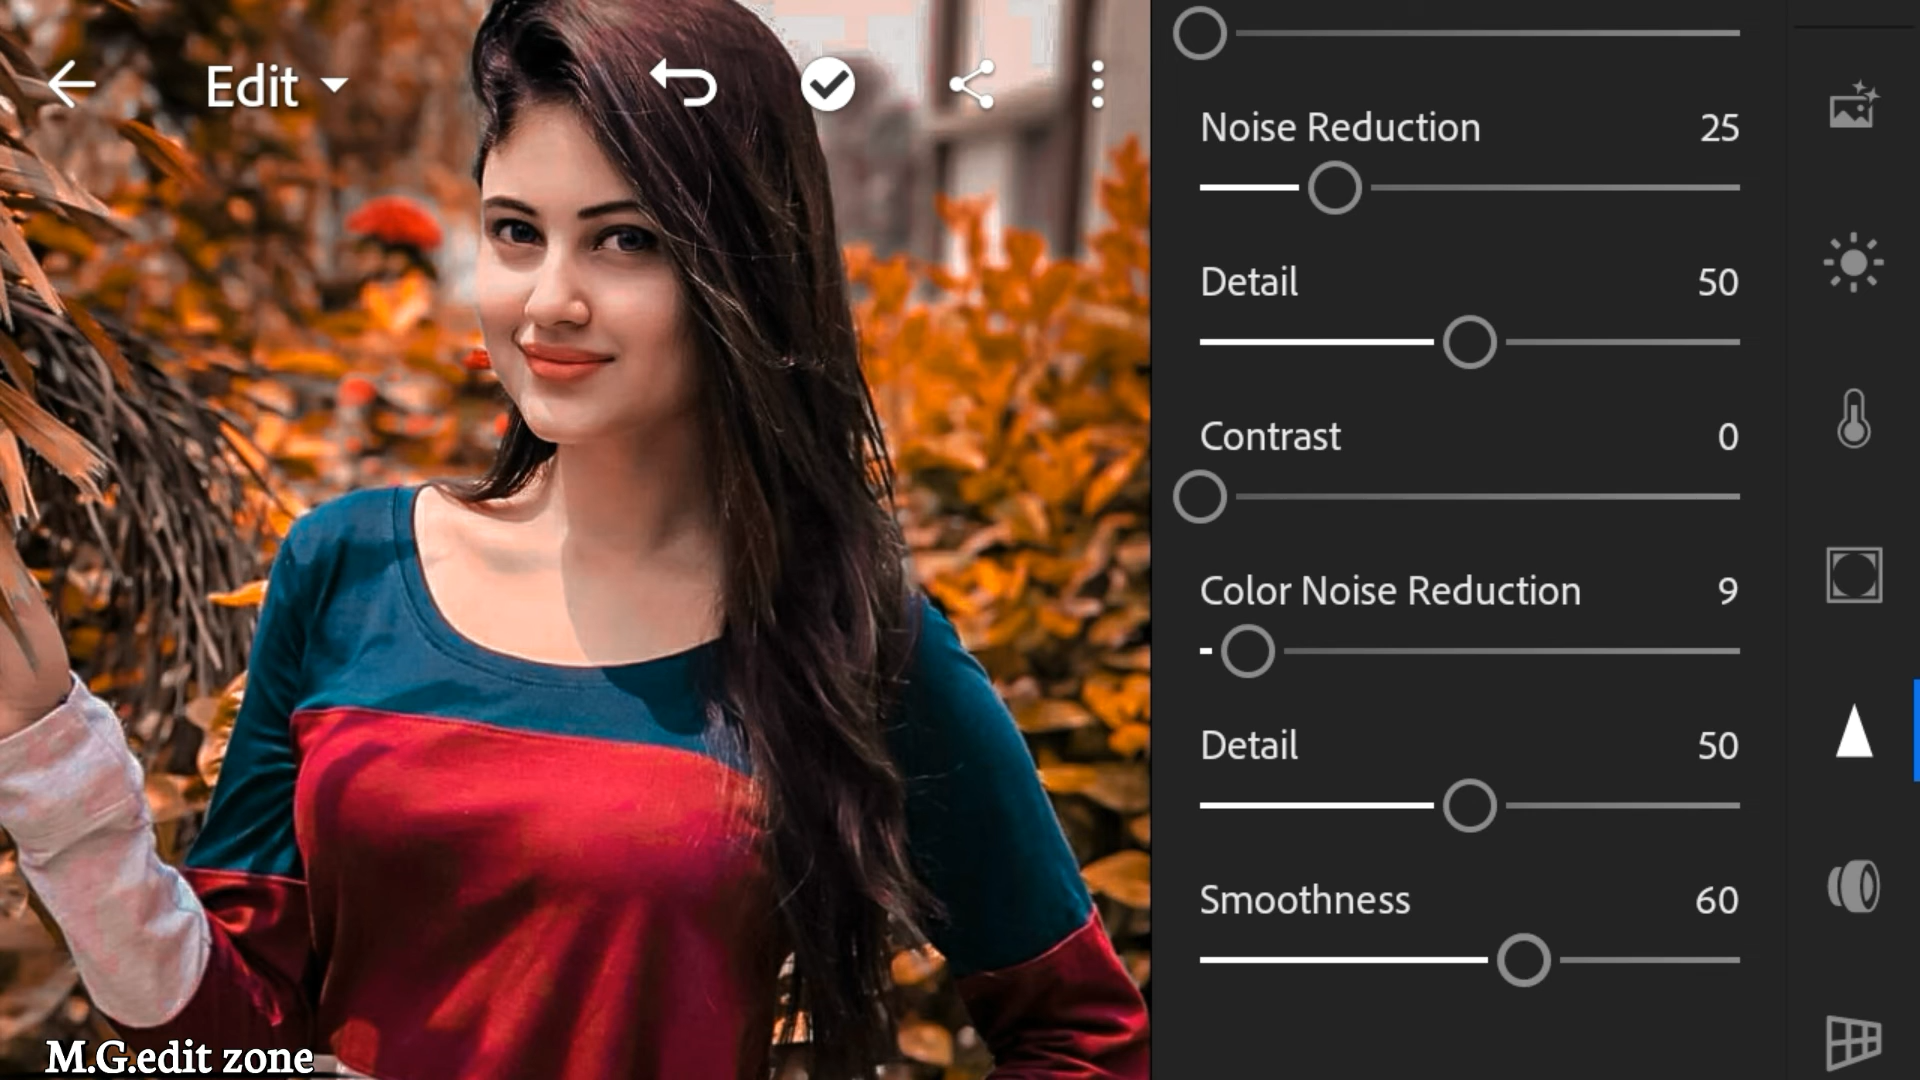 Edit
Noise Reduction 25
Detail 50
Contrast 0
Color Noise Reduction 9
Detail 50
Smoothness 60
M.G.edit zone